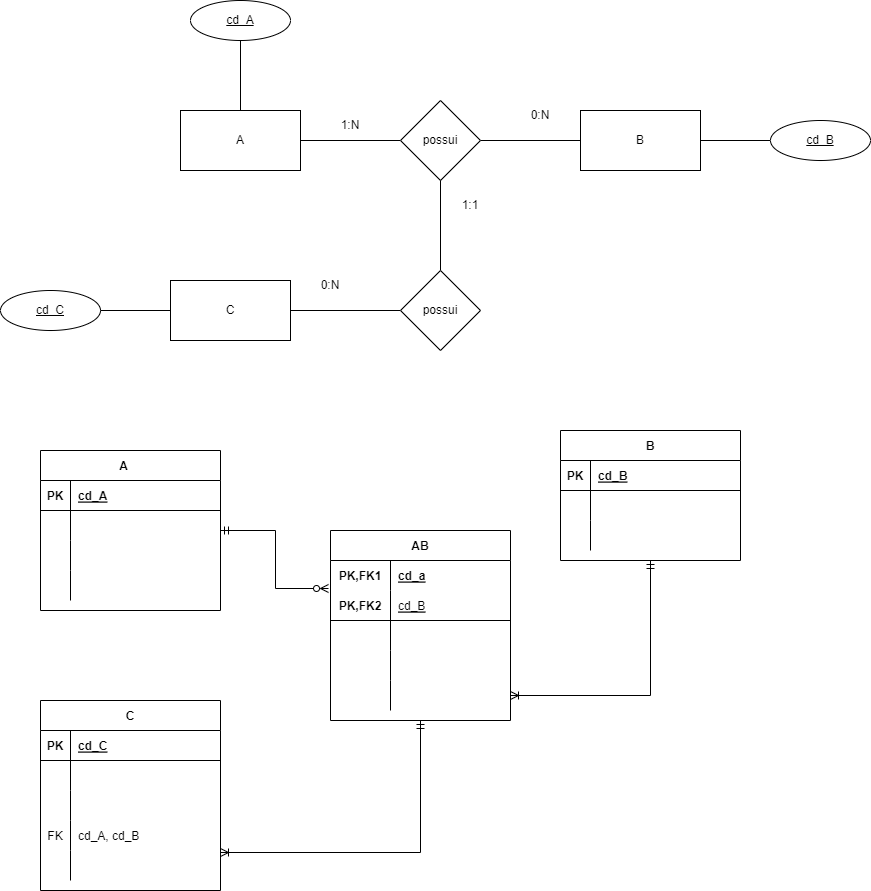 cd_A
A
1:N
possui
0:N
B
cd_B
1:1
cd_C
C
0:N
possui
A
PK cd_A
B
PK cd_B
AB
PK,FK1 cd_a
PK,FK2 cd_B
C
PK cd_C
FK cd_A, cd_B